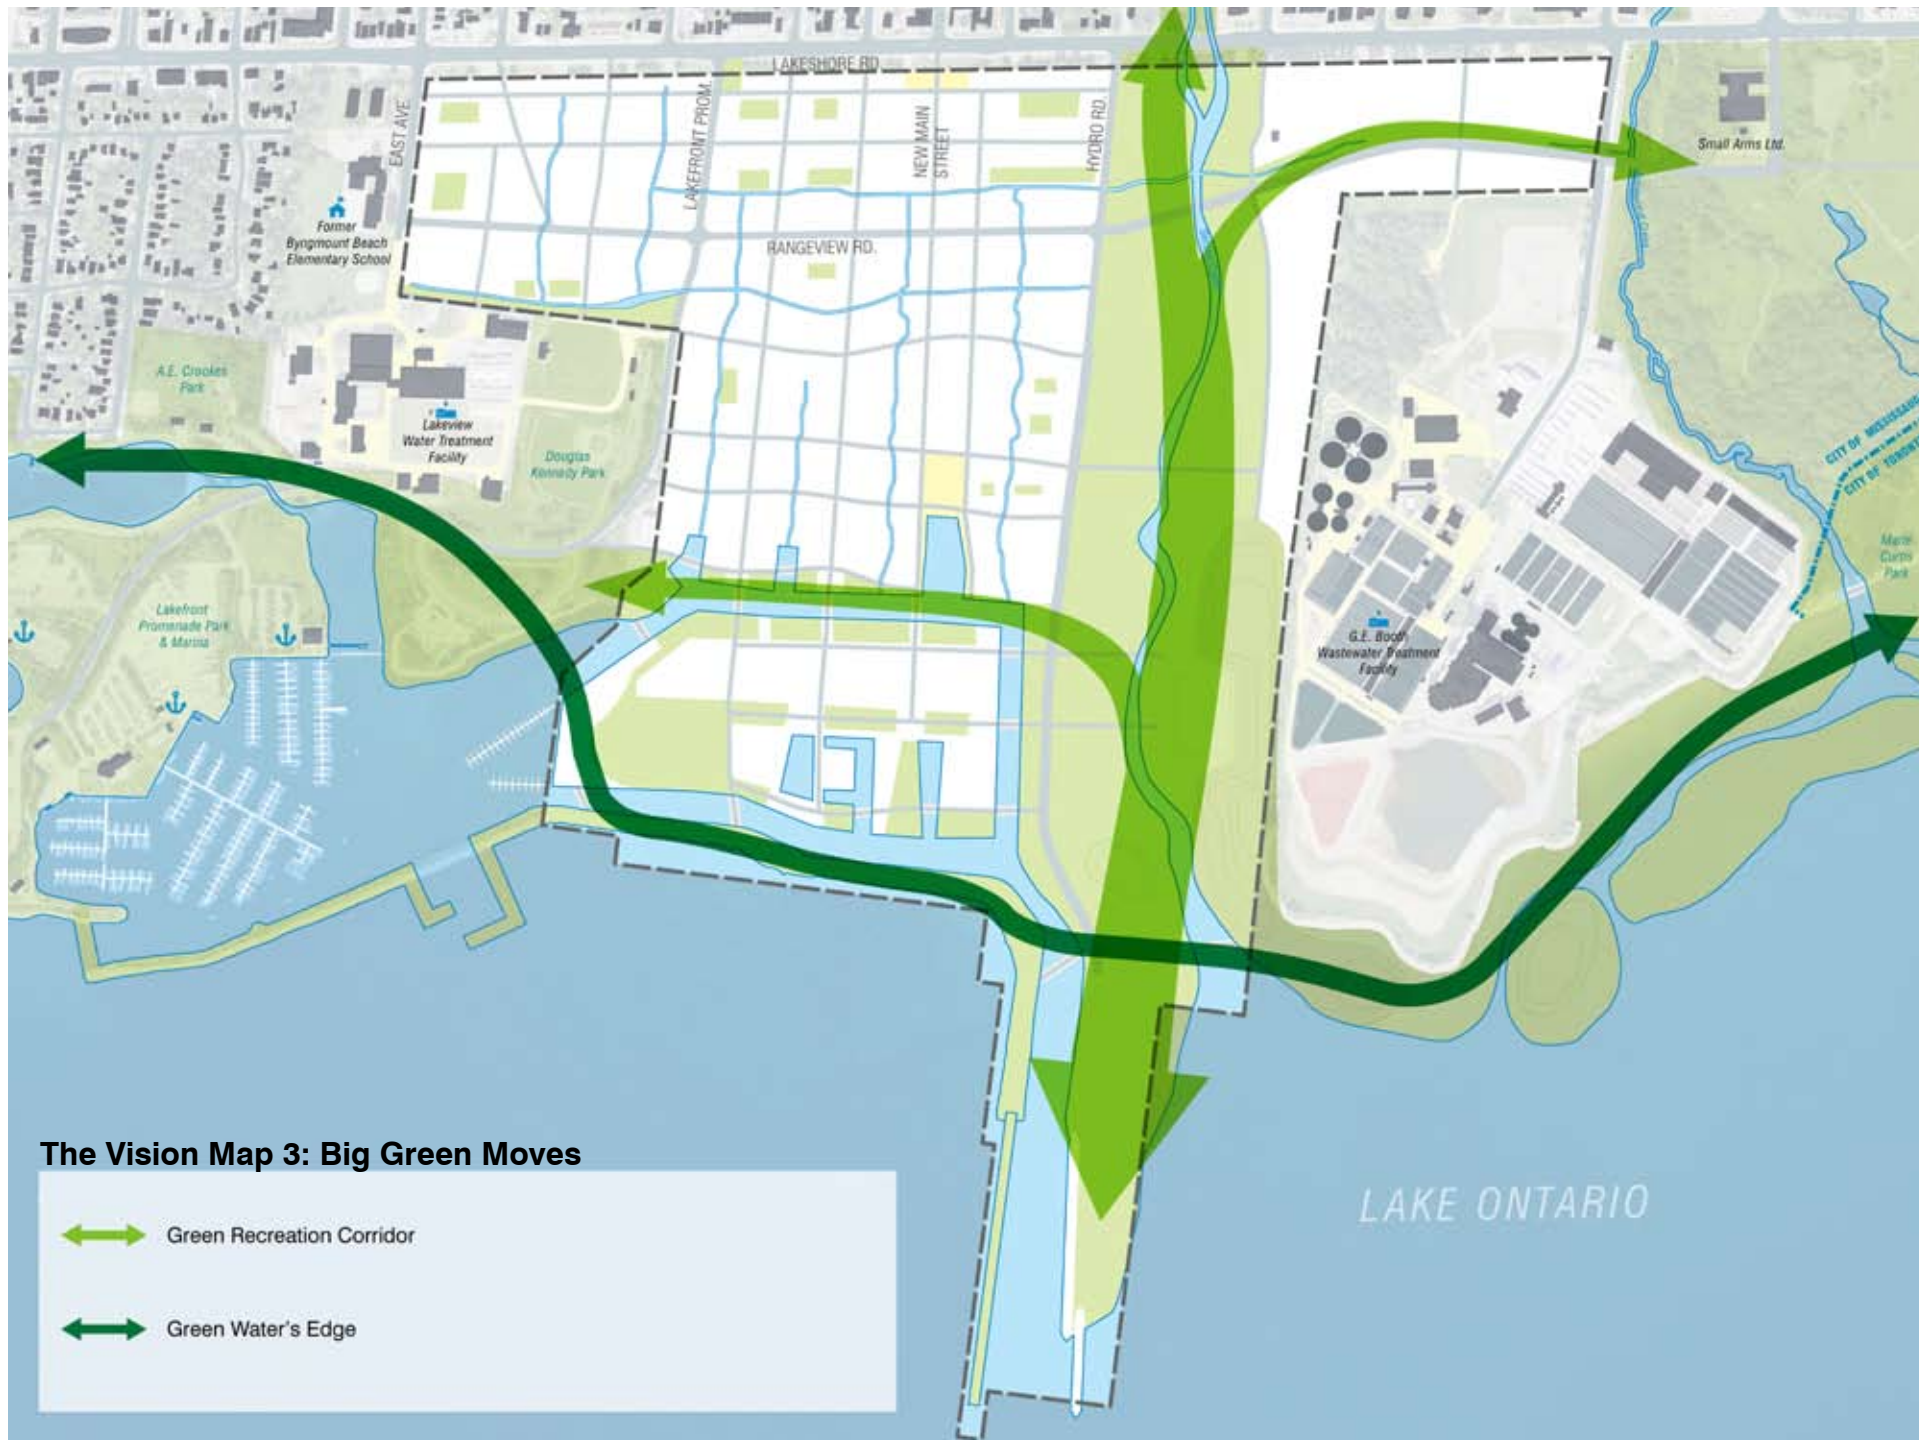 LAKESHORE RD.
EAST AVE.
LAKEFRONT PROM.
NEW MAIN
STREET
HYDRO RD.
Small Arms Ltd.
Former
Byngmount Beach
Elementary School
RANGEVIEW RD.
A.E. Crookes
Park
Lakeview
Water Treatment
Facility
Douglas
Kennedy Park
CITY OF MISSISSAUG
CITY OF TORONT
Marie
Curtis
Park
Lakefront
Promenade Park
& Marina
G.E. Booth
Wastewater Treatment
Facility
The Vision Map 3: Big Green Moves
Green Recreation Corridor
Green Water's Edge
LAKE ONTARIO